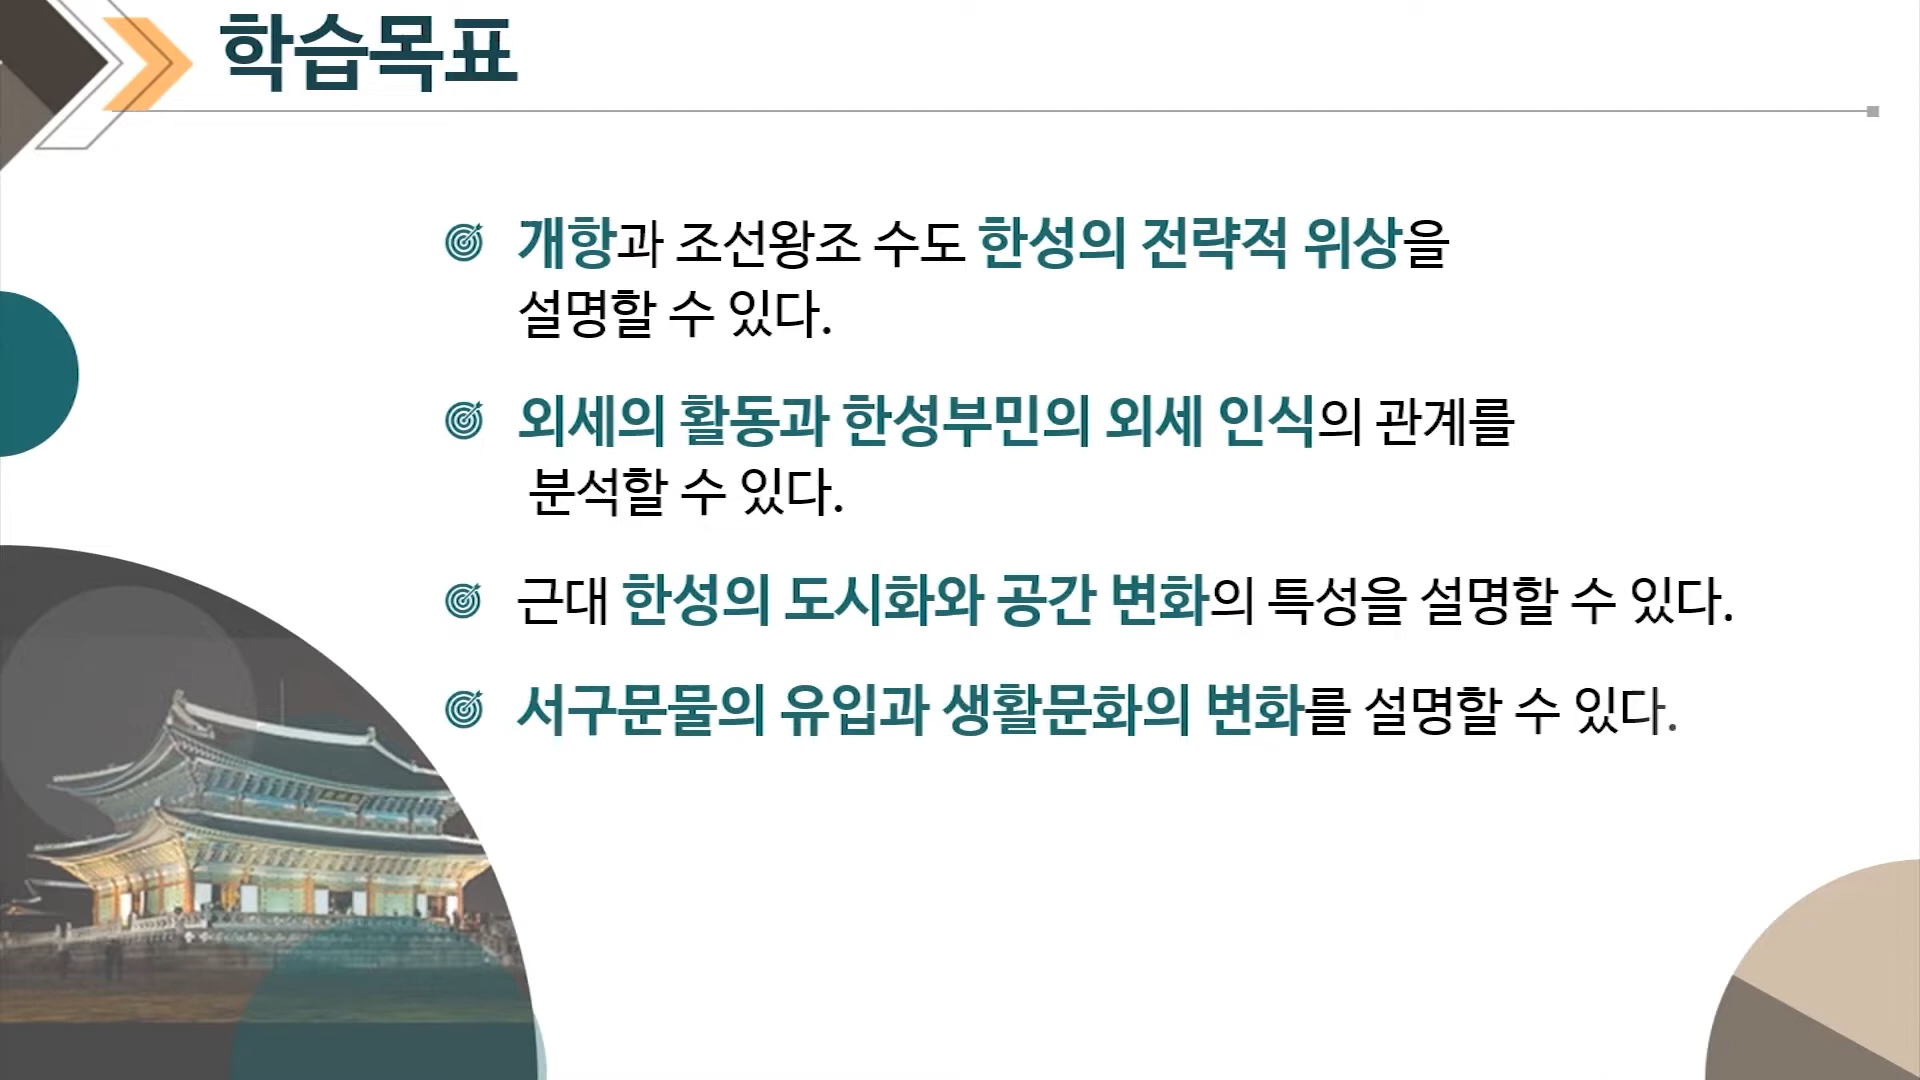 학습목표
개항과 조선왕조 수도 한성의 전략적 위상을
설명할 수 있다.
외세의 활동과 한성부민의 외세 인식의 관계를
분석할 수 있다.
근대 한성의 도시화와 공간 변화의 특성을 설명할 수 있다.
서구문물의 유입과 생활문화의 변화를 설명할 수 있다.